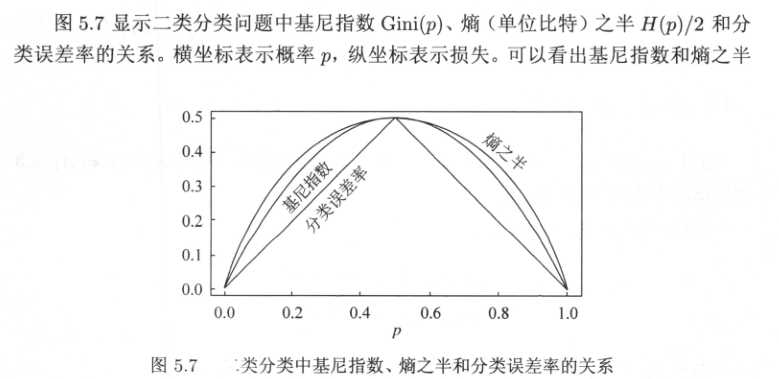 图 5.7 显示二类分类问题中基尼指数 Gini(p)、熵（单位比特）之半 H(p)/2 和分
类误差率的关系。横坐标表示概率 p，纵坐标表示损失。可以看出基尼指数和熵之半
0.5
0.4
0.3
0.2
0.1
0.0
基尼指数
分类误差率
熵之半
0.0 0.2 0.4 0.6 0.8 1.0
p
图 5.7 类分类中基尼指数、熵之半和分类误差率的关系